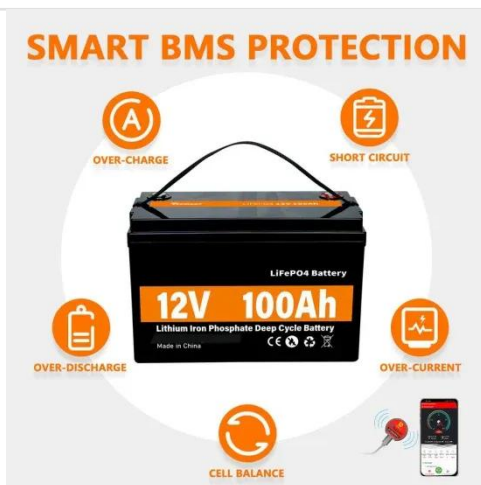 SMART BMS PROTECTION
OVER-CHARGE
SHORT CIRCUIT
LiFePO4 Battery
12V 100Ah
Lithium Iron Phosphate Deep Cycle Battery
Made in China
CE
OVER-DISCHARGE
OVER-CURRENT
CELL BALANCE